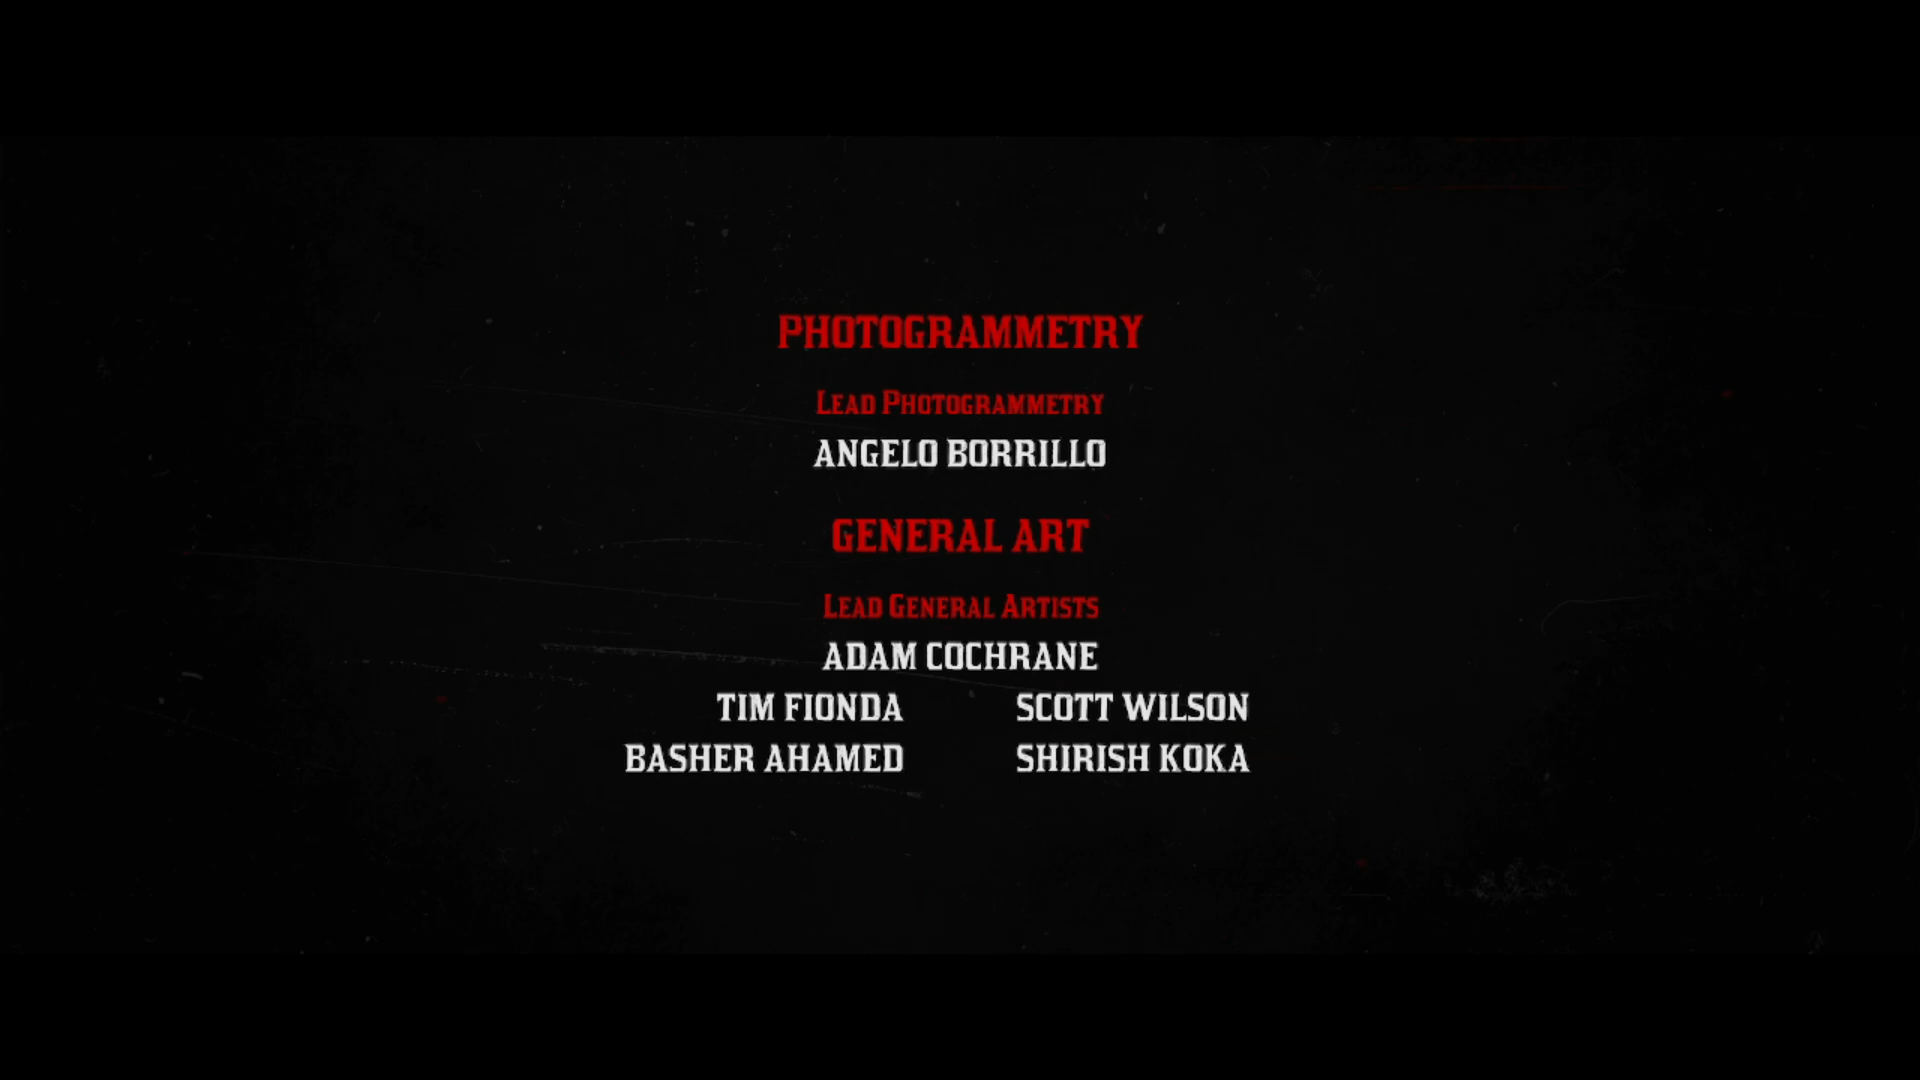 PHOTOGRAMMETRY
Lead Photogrammetry
ANGELO BORRILLO
GENERAL ART
Lead General Artists
ADAM COCHRANE
TIM FIONDA SCOTT WILSON
BASHER AHAMED SHIRISH KOKA